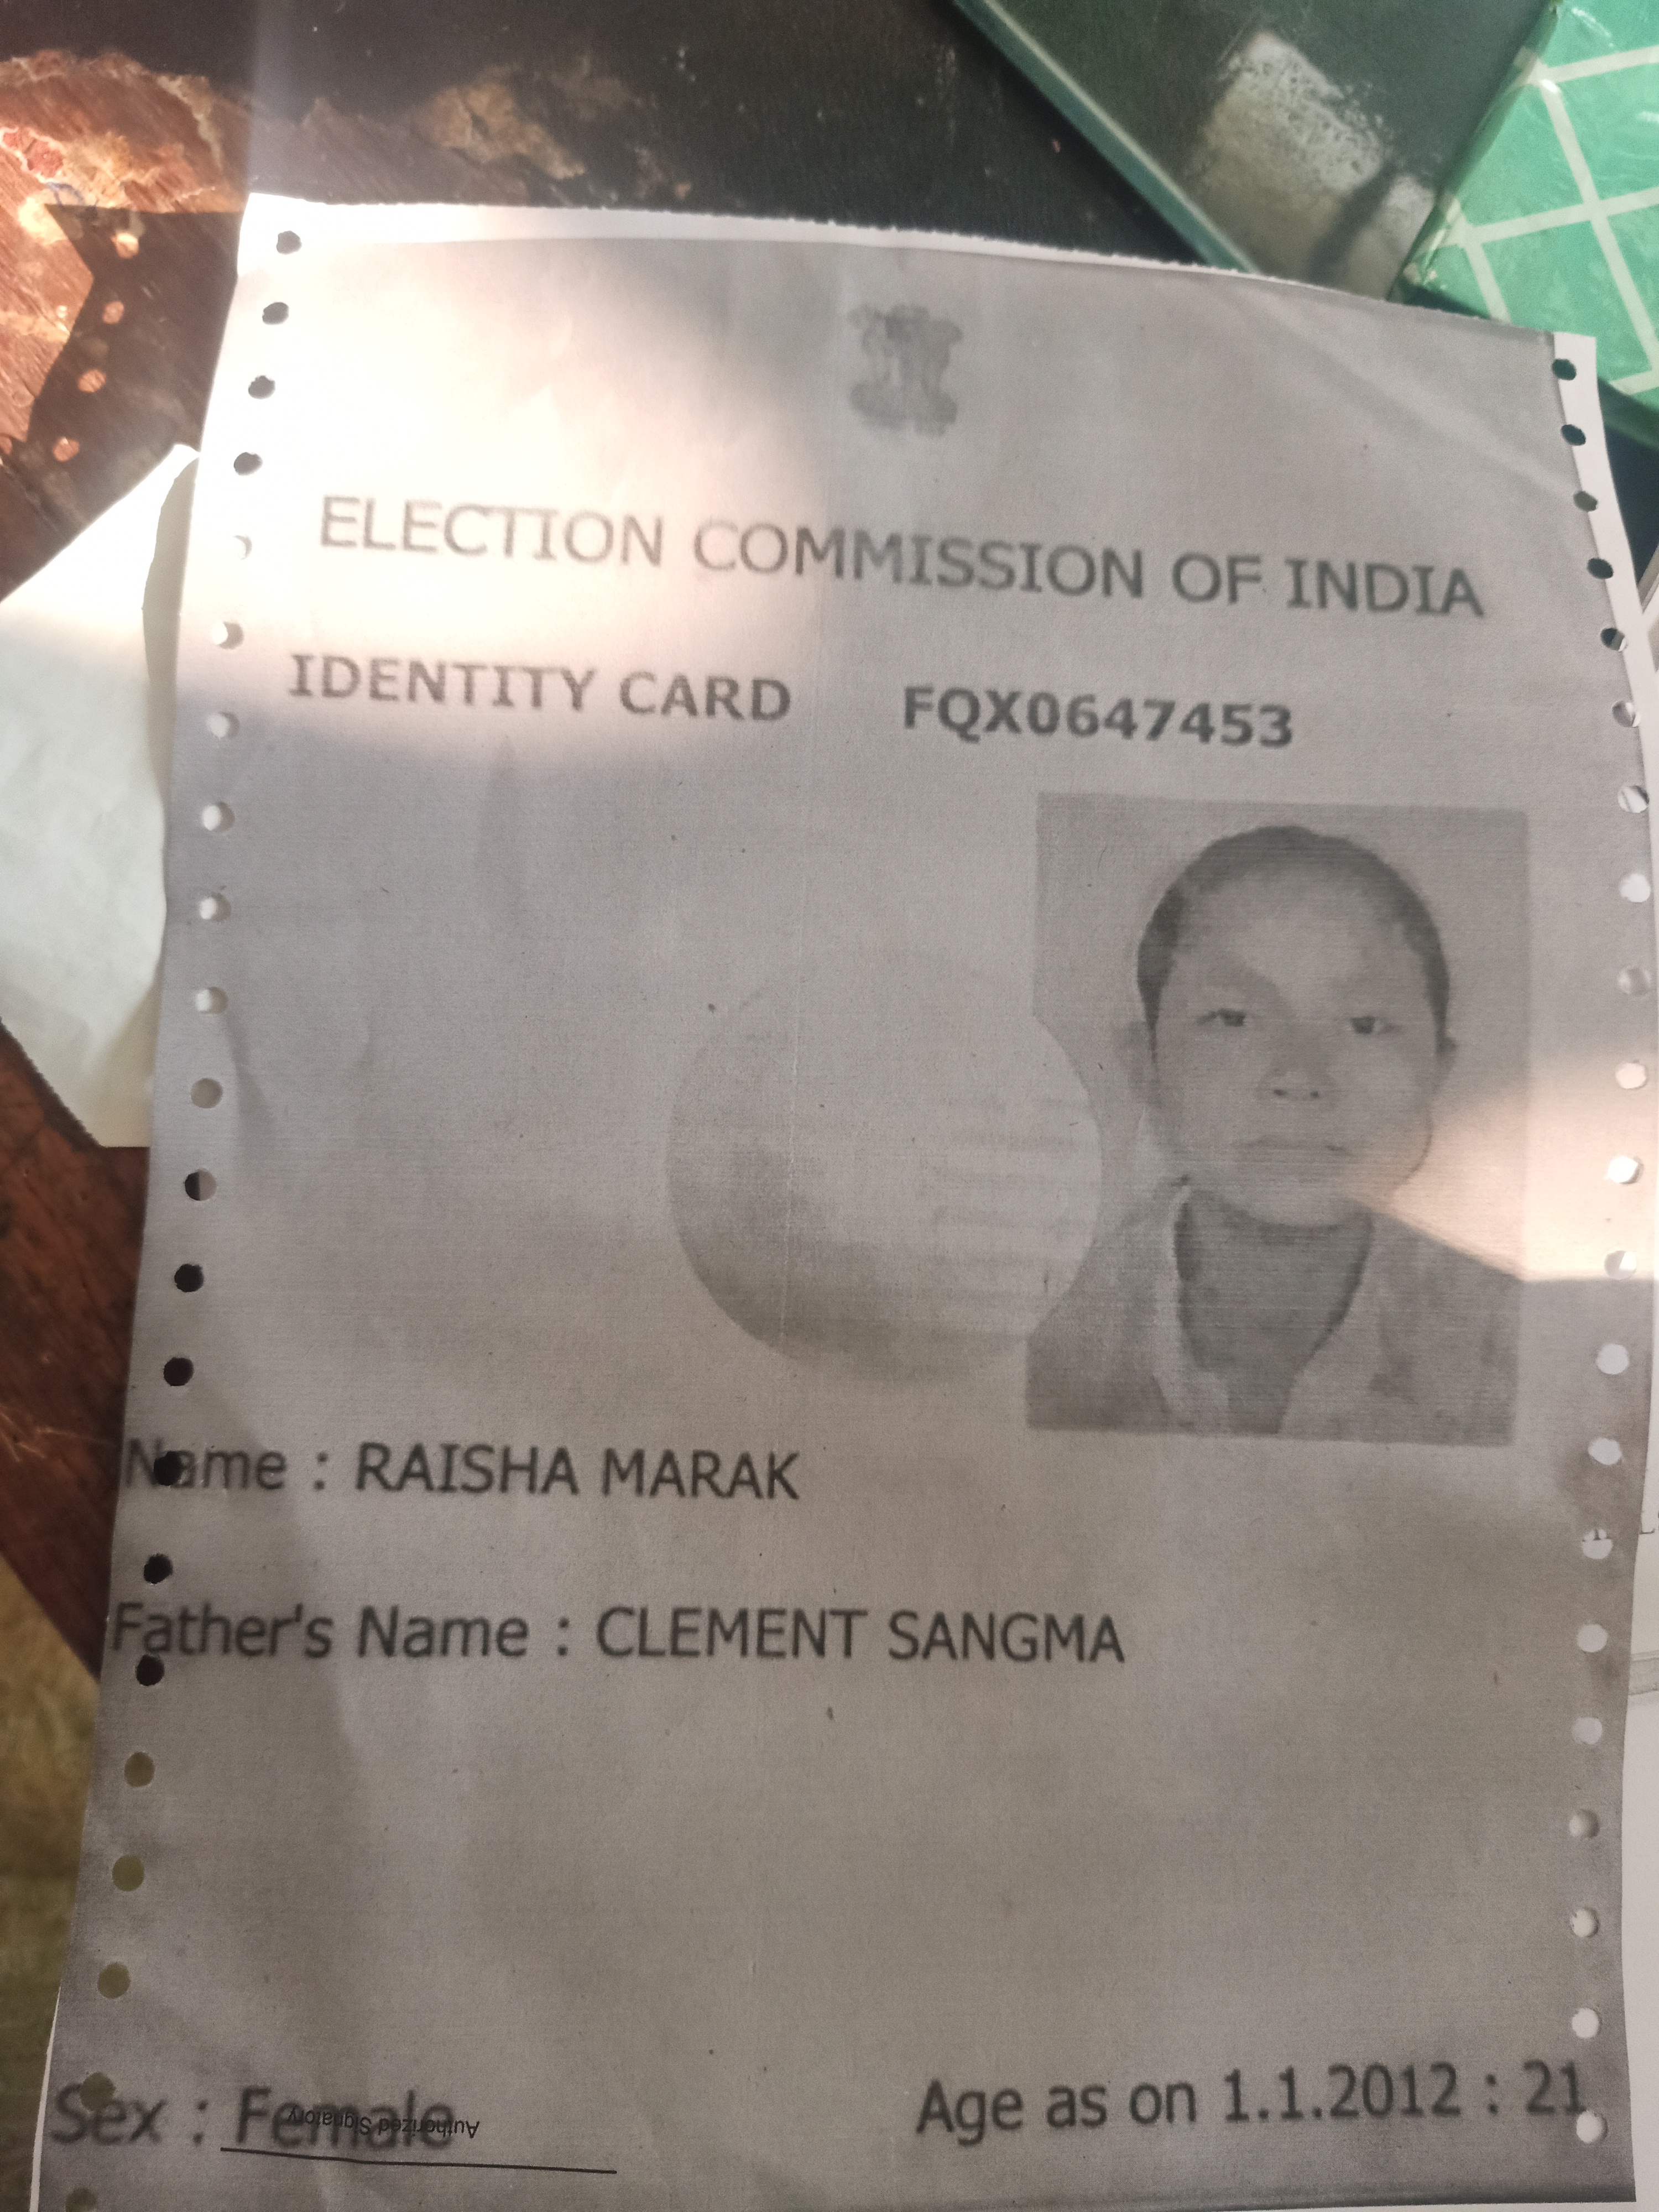 ELECTION COMMISSION OF INDIA
IDENTITY CARD FQX0647453
Name : RAISHA MARAK
Father's Name : CLEMENT SANGMA
Sex : Female
Authorized Signatory
Age as on 1.1.2012 : 21